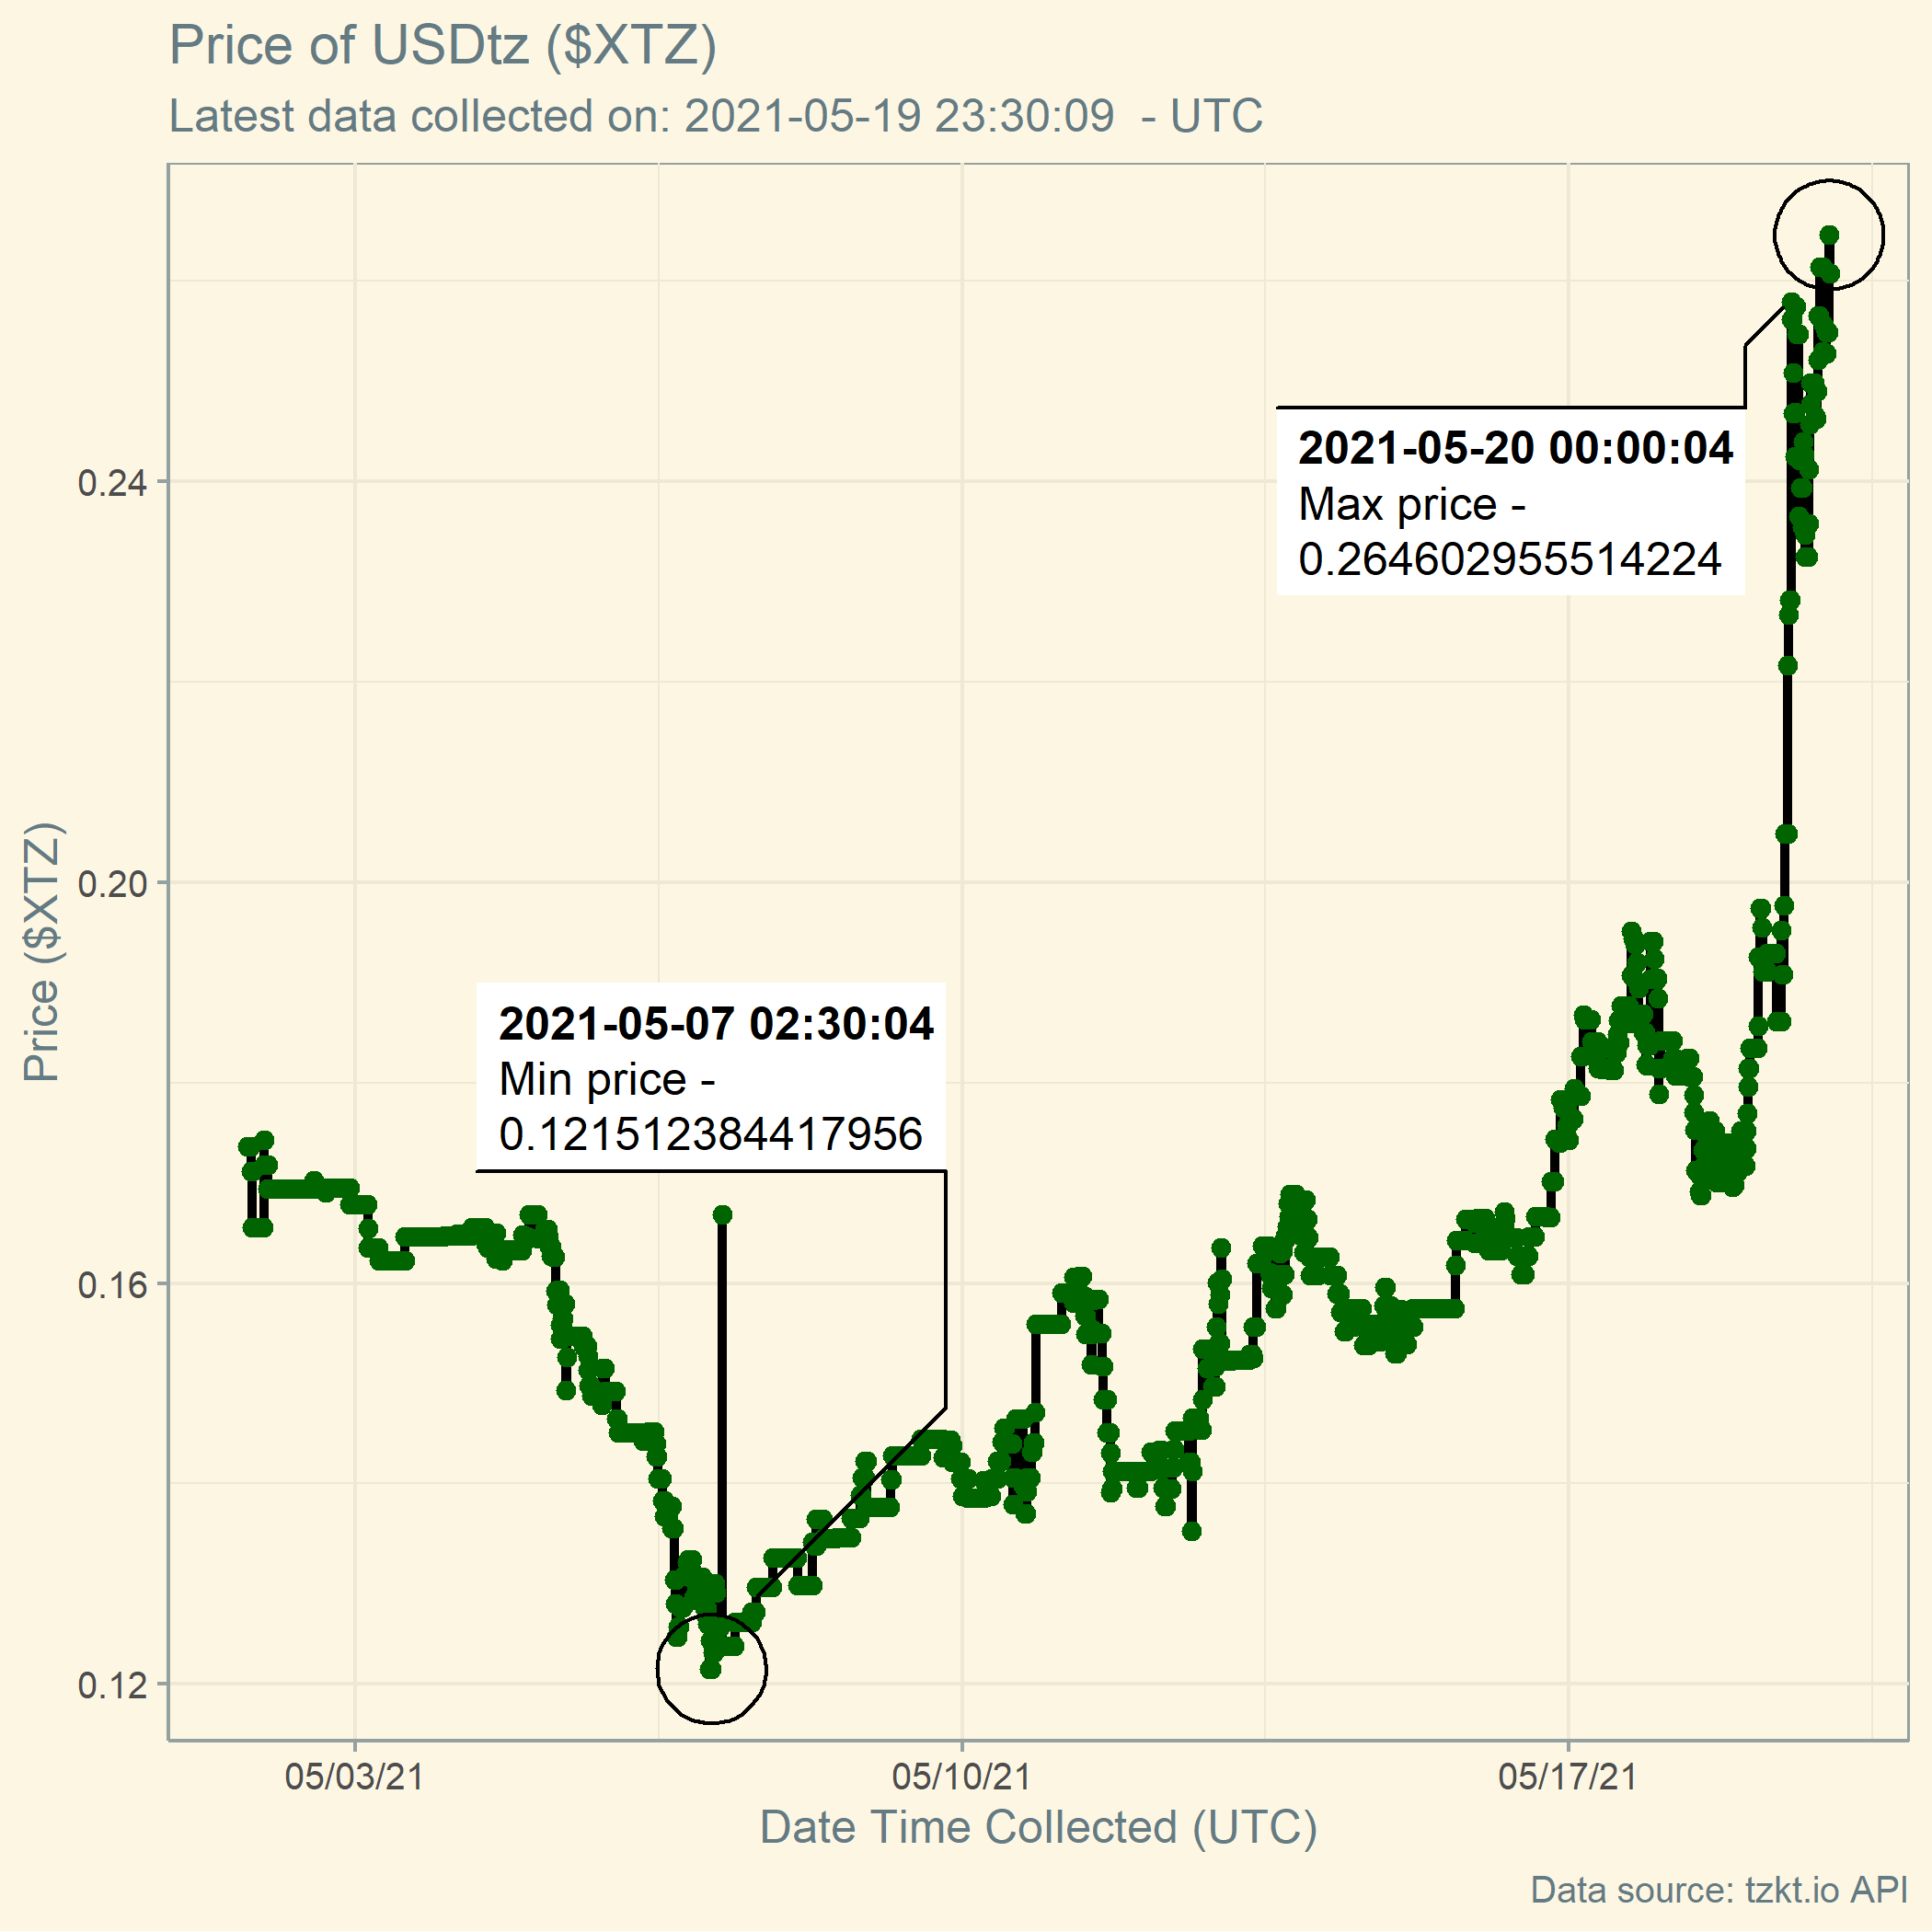 Price of USDtz ($XTZ)
Latest data collected on: 2021-05-19 23:30:09  - UTC
2021-05-20 00:00:04
Max price -
0.264602955514224
2021-05-07 02:30:04
Min price -
0.121512384417956
Price ($XTZ)
0.24
0.20
0.16
0.12
05/03/21
05/10/21
05/17/21
Date Time Collected (UTC)
Data source: tzkt.io API